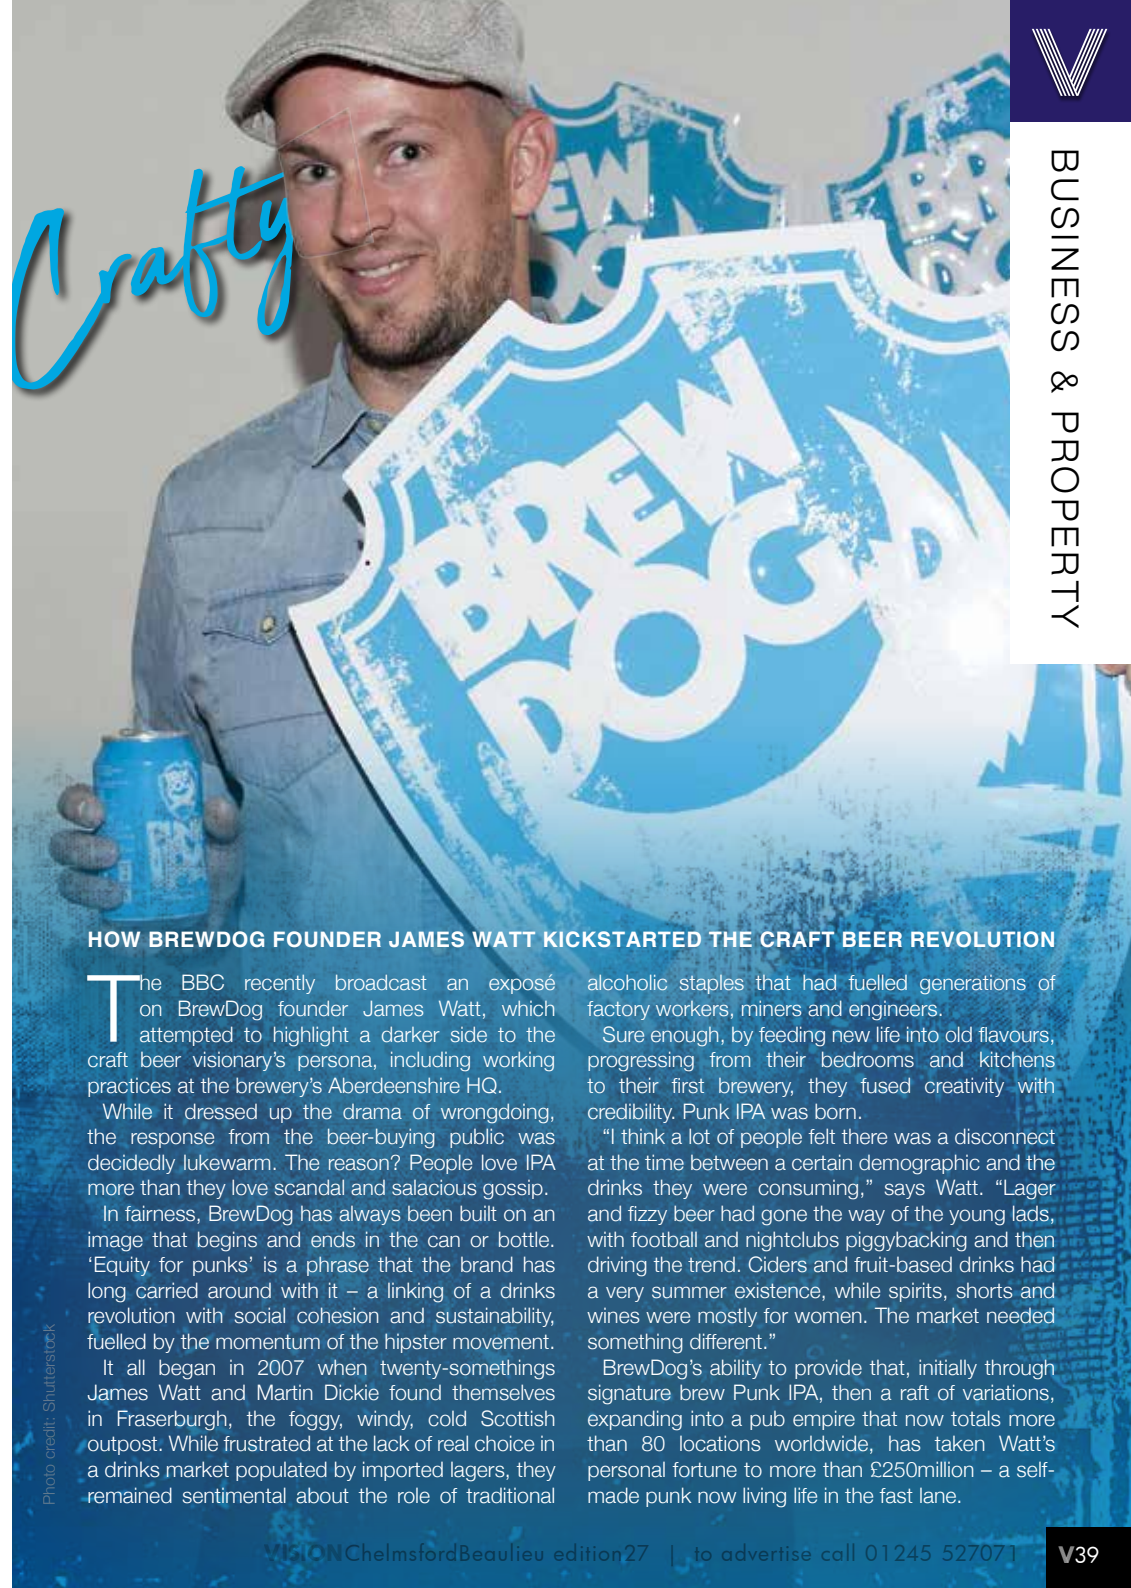 V
BUSINESS & PROPERTY
Crafty
BREW
DOG
EW
DO
BR
DO
BREW
DOG
PUNK
IPA
HOW BREWDOG FOUNDER JAMES WATT KICKSTARTED THE CRAFT BEER REVOLUTION
The BBC recently broadcast an exposé
on BrewDog founder James Watt, which
attempted to highlight a darker side to the
craft beer visionary’s persona, including working
practices at the brewery’s Aberdeenshire HQ.
While it dressed up the drama of wrongdoing,
the response from the beer-buying public was
decidedly lukewarm. The reason? People love IPA
more than they love scandal and salacious gossip.
In fairness, BrewDog has always been built on an
image that begins and ends in the can or bottle.
‘Equity for punks’ is a phrase that the brand has
long carried around with it – a linking of a drinks
revolution with social cohesion and sustainability,
fuelled by the momentum of the hipster movement.
It all began in 2007 when twenty-somethings
James Watt and Martin Dickie found themselves
in Fraserburgh, the foggy, windy, cold Scottish
outpost. While frustrated at the lack of real choice in
a drinks market populated by imported lagers, they
remained sentimental about the role of traditional
alcoholic staples that had fuelled generations of
factory workers, miners and engineers.
Sure enough, by feeding new life into old flavours,
progressing from their bedrooms and kitchens
to their first brewery, they fused creativity with
credibility. Punk IPA was born.
“I think a lot of people felt there was a disconnect
at the time between a certain demographic and the
drinks they were consuming,” says Watt. “Lager
and fizzy beer had gone the way of the young lads,
with football and nightclubs piggybacking and then
driving the trend. Ciders and fruit-based drinks had
a very summer existence, while spirits, shorts and
wines were mostly for women. The market needed
something different.”
BrewDog’s ability to provide that, initially through
signature brew Punk IPA, then a raft of variations,
expanding into a pub empire that now totals more
than 80 locations worldwide, has taken Watt’s
personal fortune to more than £250million – a self-
made punk now living life in the fast lane.
Photo credit: Shutterstock
VISIONChelmsfordBeaulieu edition27 | to advertise call 01245 527071
V39